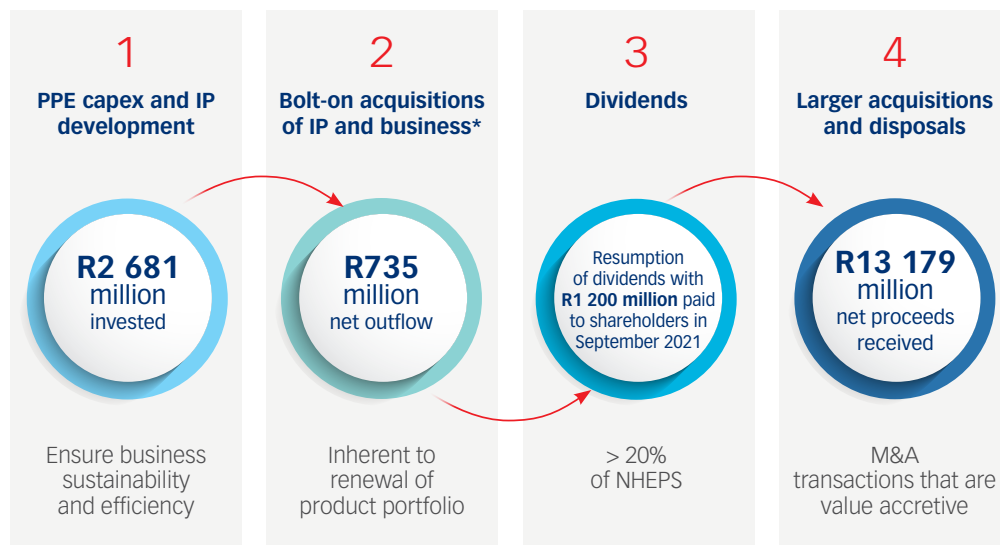 1
PPE capex and IP
development
R2 681
million
invested
Ensure business
sustainability
and efficiency
2
Bolt-on acquisitions
of IP and business*
R735
million
net outflow
Inherent to
renewal of
product portfolio
3
Dividends
Resumption
of dividends with
R1 200 million paid
to shareholders in
September 2021
> 20%
of NHEPS
4
Larger acquisitions
and disposals
R13 179
million
net proceeds
received
M&A
transactions that are
value accretive